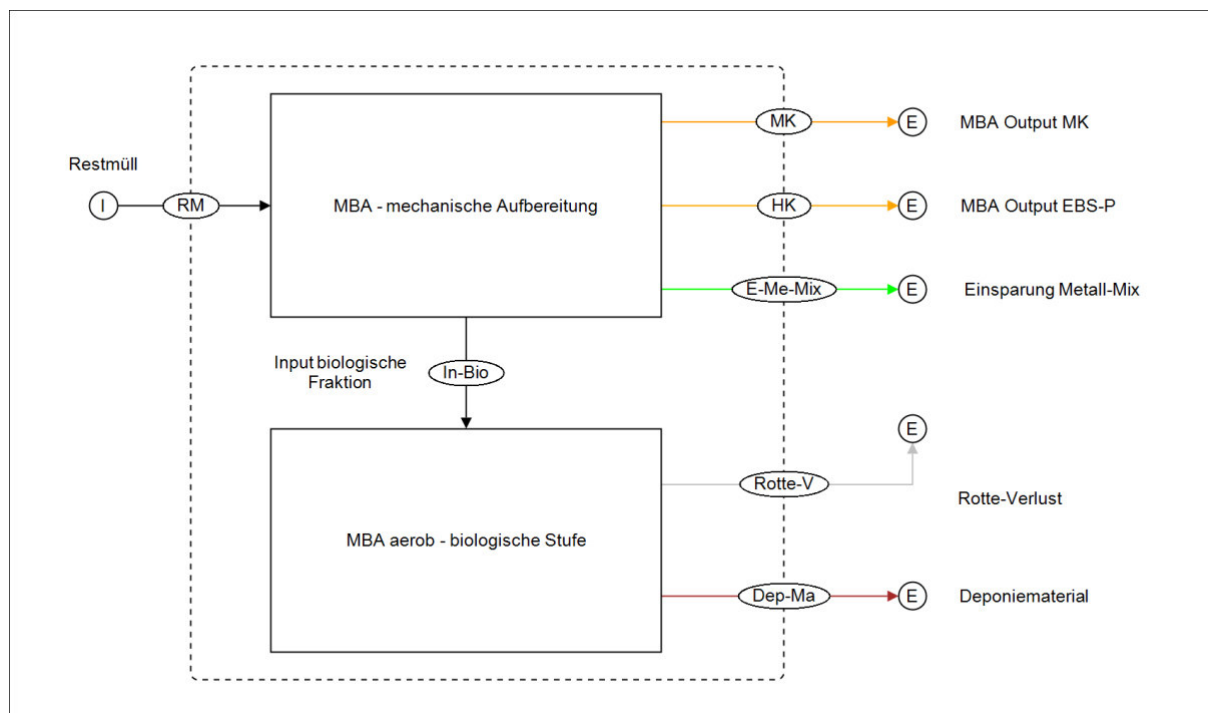 MK
E
MBA Output MK
Restmüll
I
RM
MBA - mechanische Aufbereitung
HK
E
MBA Output EBS-P
E-Me-Mix
E
Einsparung Metall-Mix
Input biologische
Fraktion
In-Bio
E
Rotte-V
Rotte-Verlust
MBA aerob - biologische Stufe
Dep-Ma
E
Deponiematerial